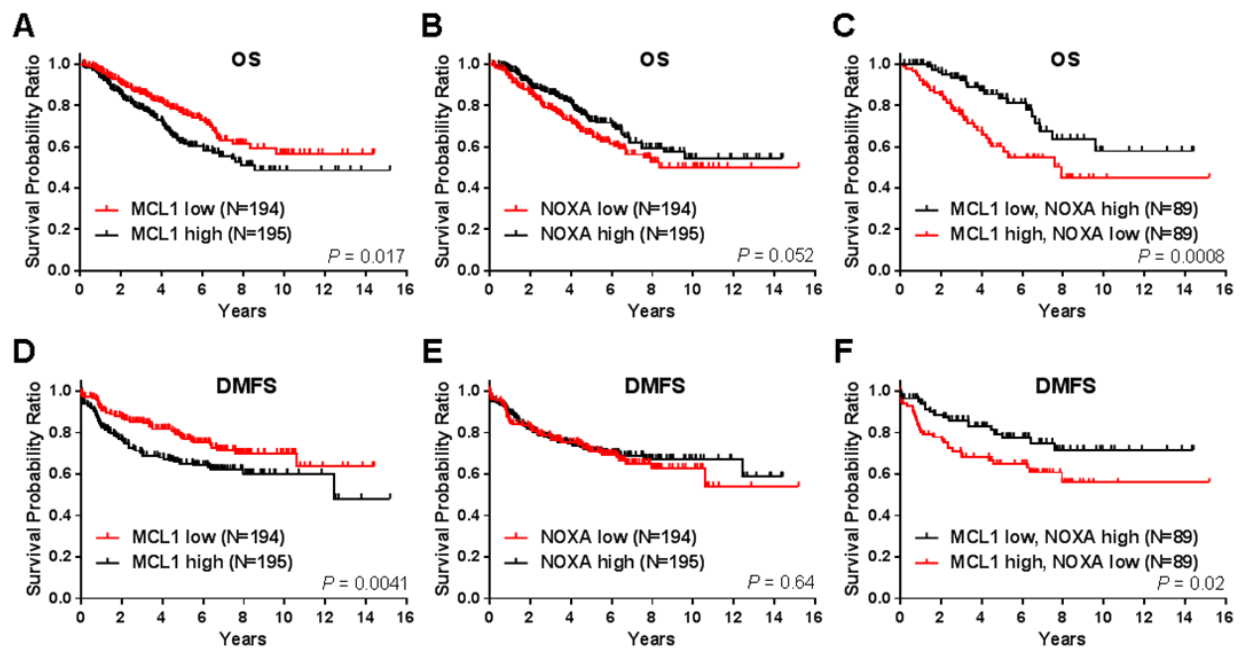 A
OS
Survival Probability Ratio
1.0
0.8
0.6
0.4
0.2
0.0
MCL1 low (N=194)
MCL1 high (N=195)
P = 0.017
0 2 4 6 8 10 12 14 16
Years
B
OS
Survival Probability Ratio
1.0
0.8
0.6
0.4
0.2
0.0
NOXA low (N=194)
NOXA high (N=195)
P = 0.052
0 2 4 6 8 10 12 14 16
Years
C
OS
Survival Probability Ratio
1.0
0.8
0.6
0.4
0.2
0.0
MCL1 low, NOXA high (N=89)
MCL1 high, NOXA low (N=89)
P = 0.0008
0 2 4 6 8 10 12 14 16
Years
D
DMFS
Survival Probability Ratio
1.0
0.8
0.6
0.4
0.2
0.0
MCL1 low (N=194)
MCL1 high (N=195)
P = 0.0041
0 2 4 6 8 10 12 14 16
Years
E
DMFS
Survival Probability Ratio
1.0
0.8
0.6
0.4
0.2
0.0
NOXA low (N=194)
NOXA high (N=195)
P = 0.64
0 2 4 6 8 10 12 14 16
Years
F
DMFS
Survival Probability Ratio
1.0
0.8
0.6
0.4
0.2
0.0
MCL1 low, NOXA high (N=89)
MCL1 high, NOXA low (N=89)
P = 0.02
0 2 4 6 8 10 12 14 16
Years